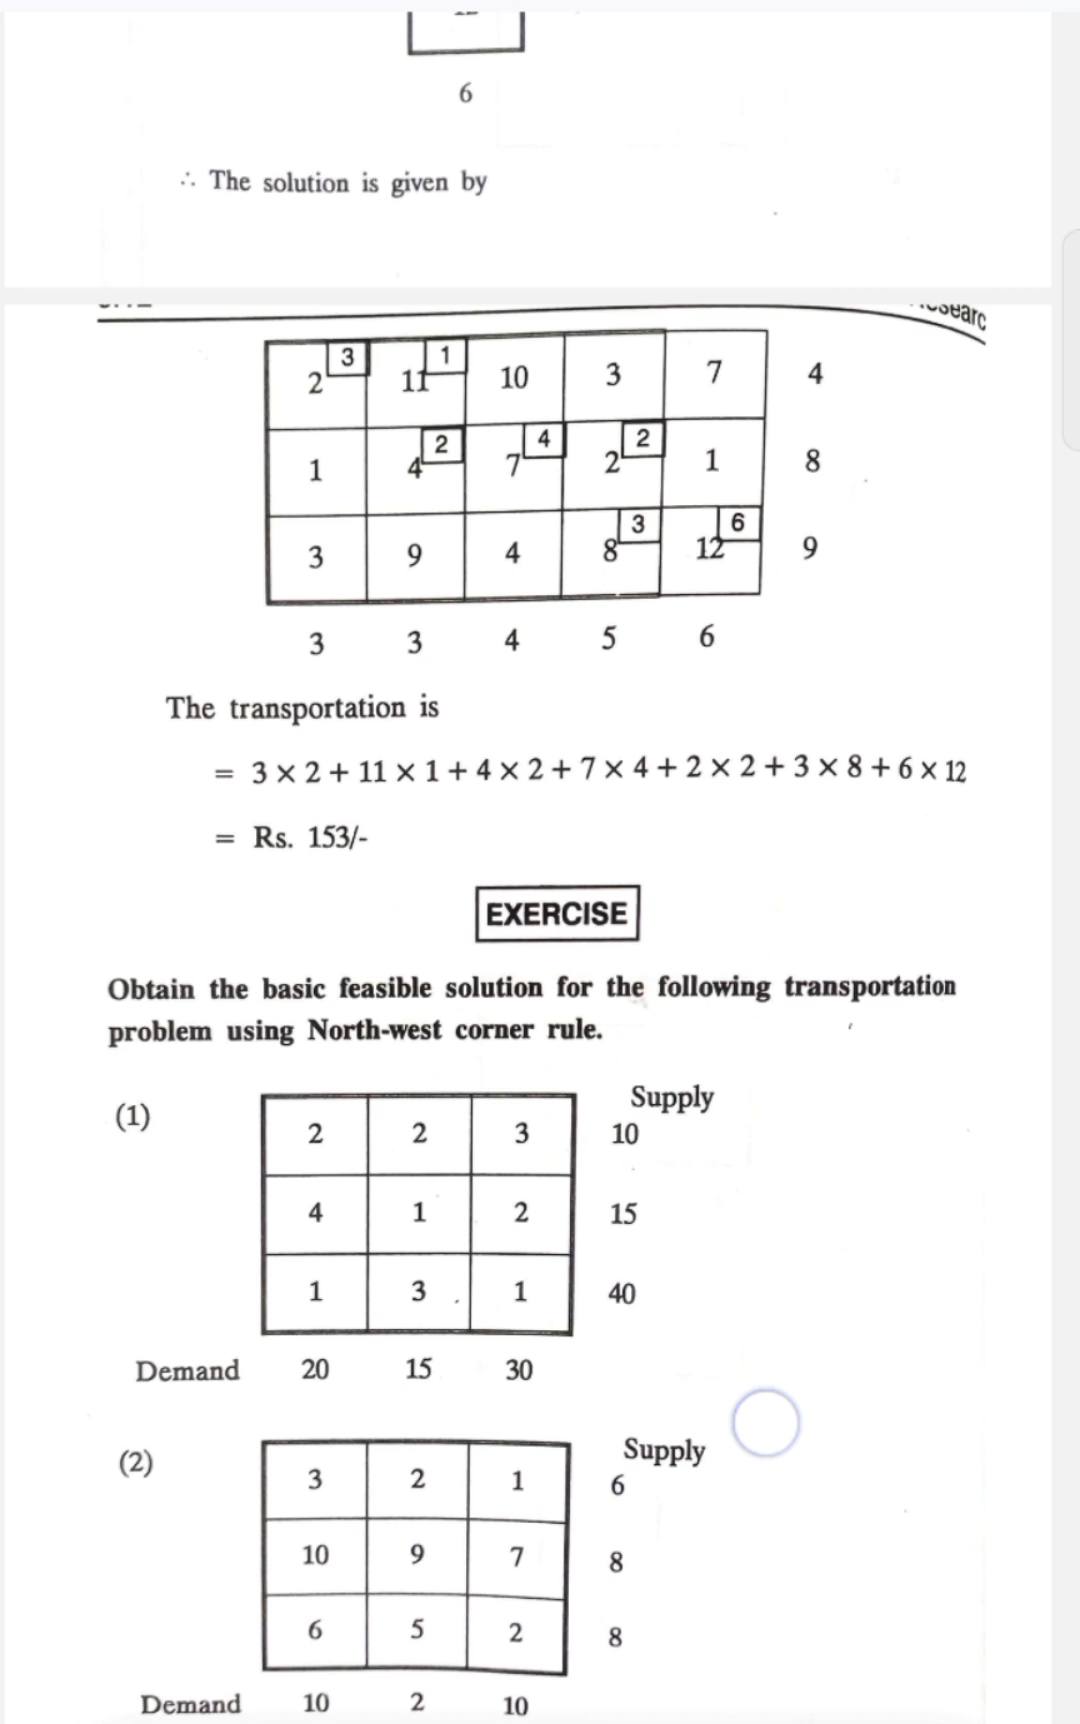 6
∴ The solution is given by
2 3 11 1 10 3 7 4
1 4 2 7 4 2 2 1 8
3 9 4 8 3 12 6 9
3 3 4 5 6
The transportation is
= 3 × 2 + 11 × 1 + 4 × 2 + 7 × 4 + 2 × 2 + 3 × 8 + 6 × 12
= Rs. 153/-
EXERCISE
Obtain the basic feasible solution for the following transportation
problem using North-west corner rule.
(1) Supply
2 2 3 10
4 1 2 15
1 3 1 40
Demand 20 15 30
(2) Supply
3 2 1 6
10 9 7 8
6 5 2 8
Demand 10 2 10